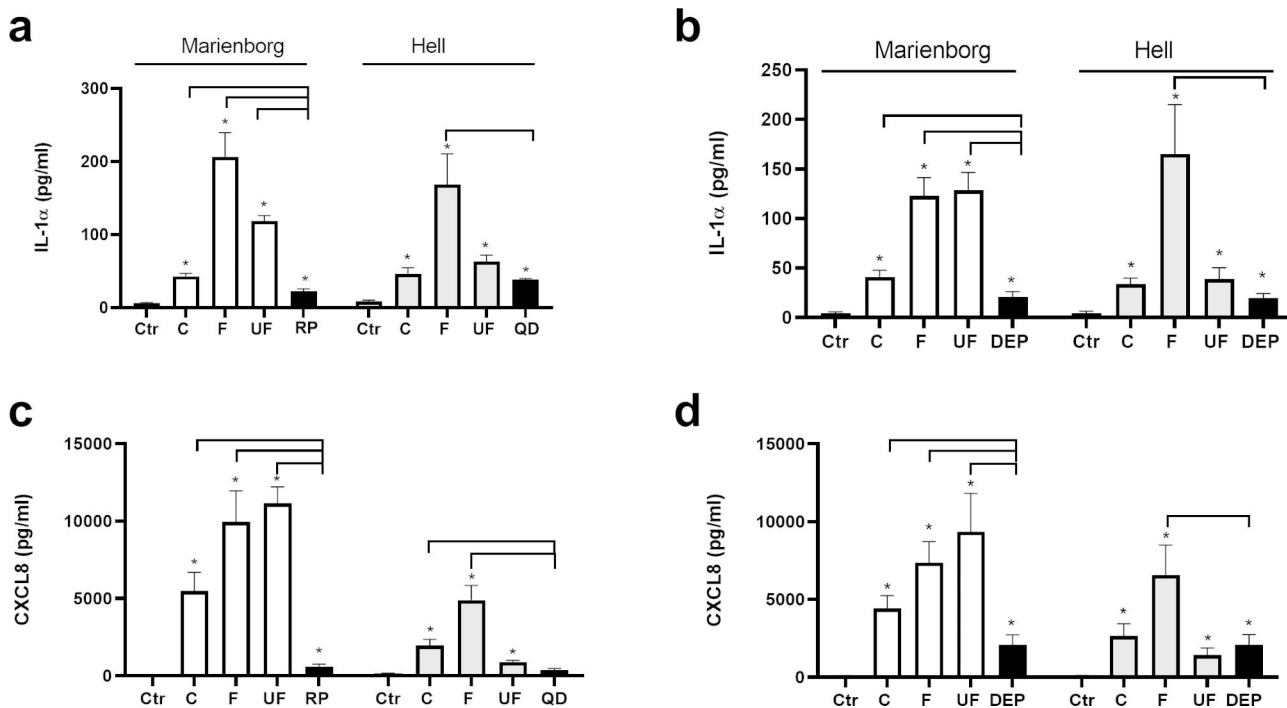 a
Marienborg Hell
IL-1α (pg/ml)
300
200
100
0
Ctr C F UF RP Ctr C F UF QD
* * * * * * * *
b
Marienborg Hell
IL-1α (pg/ml)
250
200
150
100
50
0
Ctr C F UF DEP Ctr C F UF DEP
* * * * * * * *
c
CXCL8 (pg/ml)
15000
10000
5000
0
Ctr C F UF RP Ctr C F UF QD
* * * * * * *
d
CXCL8 (pg/ml)
15000
10000
5000
0
Ctr C F UF DEP Ctr C F UF DEP
* * * * * * * *